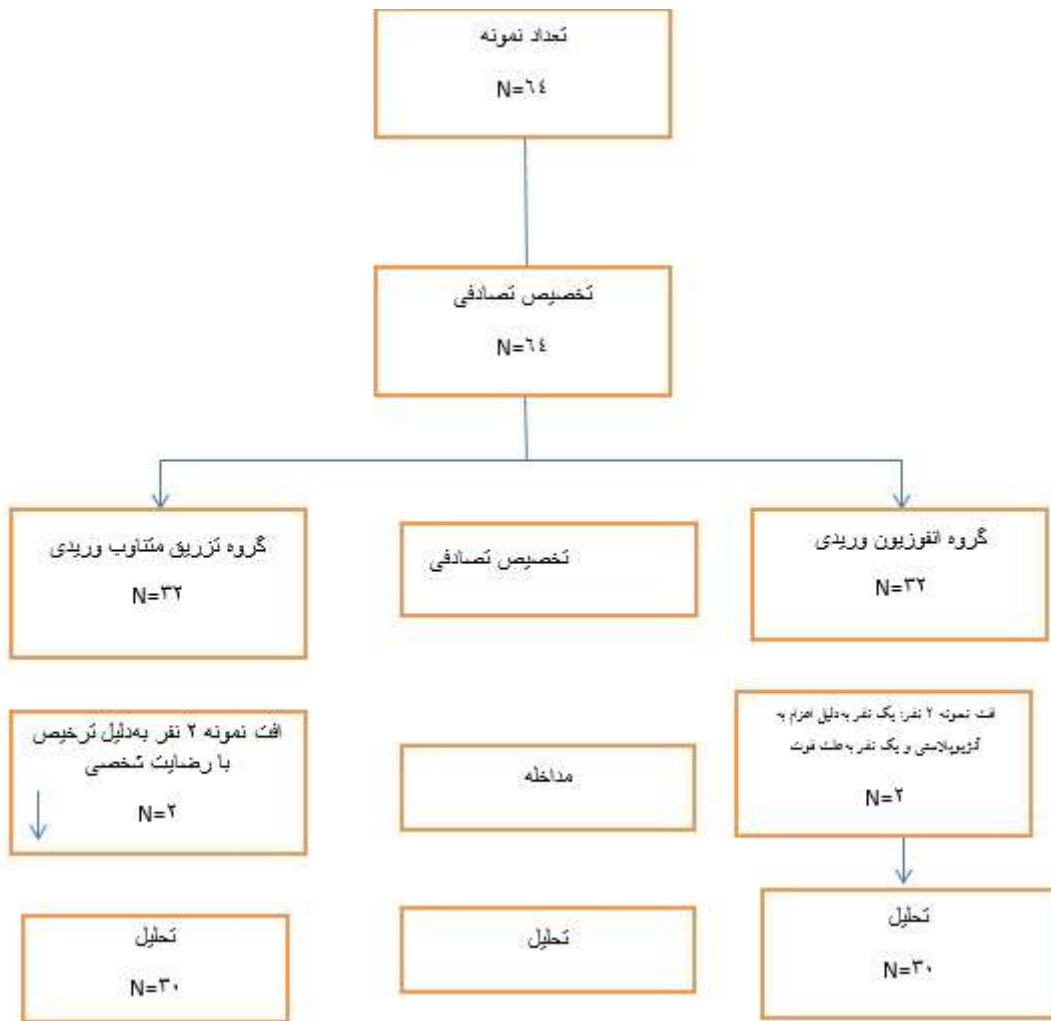 تعداد نمونه
N=٦٤
تخصیص تصادفی
N=٦٤
گروه انفوزیون وریدی
N=٣٢
تخصیص تصادفی
گروه تزریق متناوب وریدی
N=٣٢
افت نمونه ٢ نفر: یک نفر به دلیل اعزام به
آنژیوپلاستی و یک نفر به علت فوت
N=٢
مداخله
افت نمونه ٢ نفر به‌دلیل ترخیص
با رضایت شخصی
N=٢
تحلیل
N=٣٠
تحلیل
تحلیل
N=٣٠